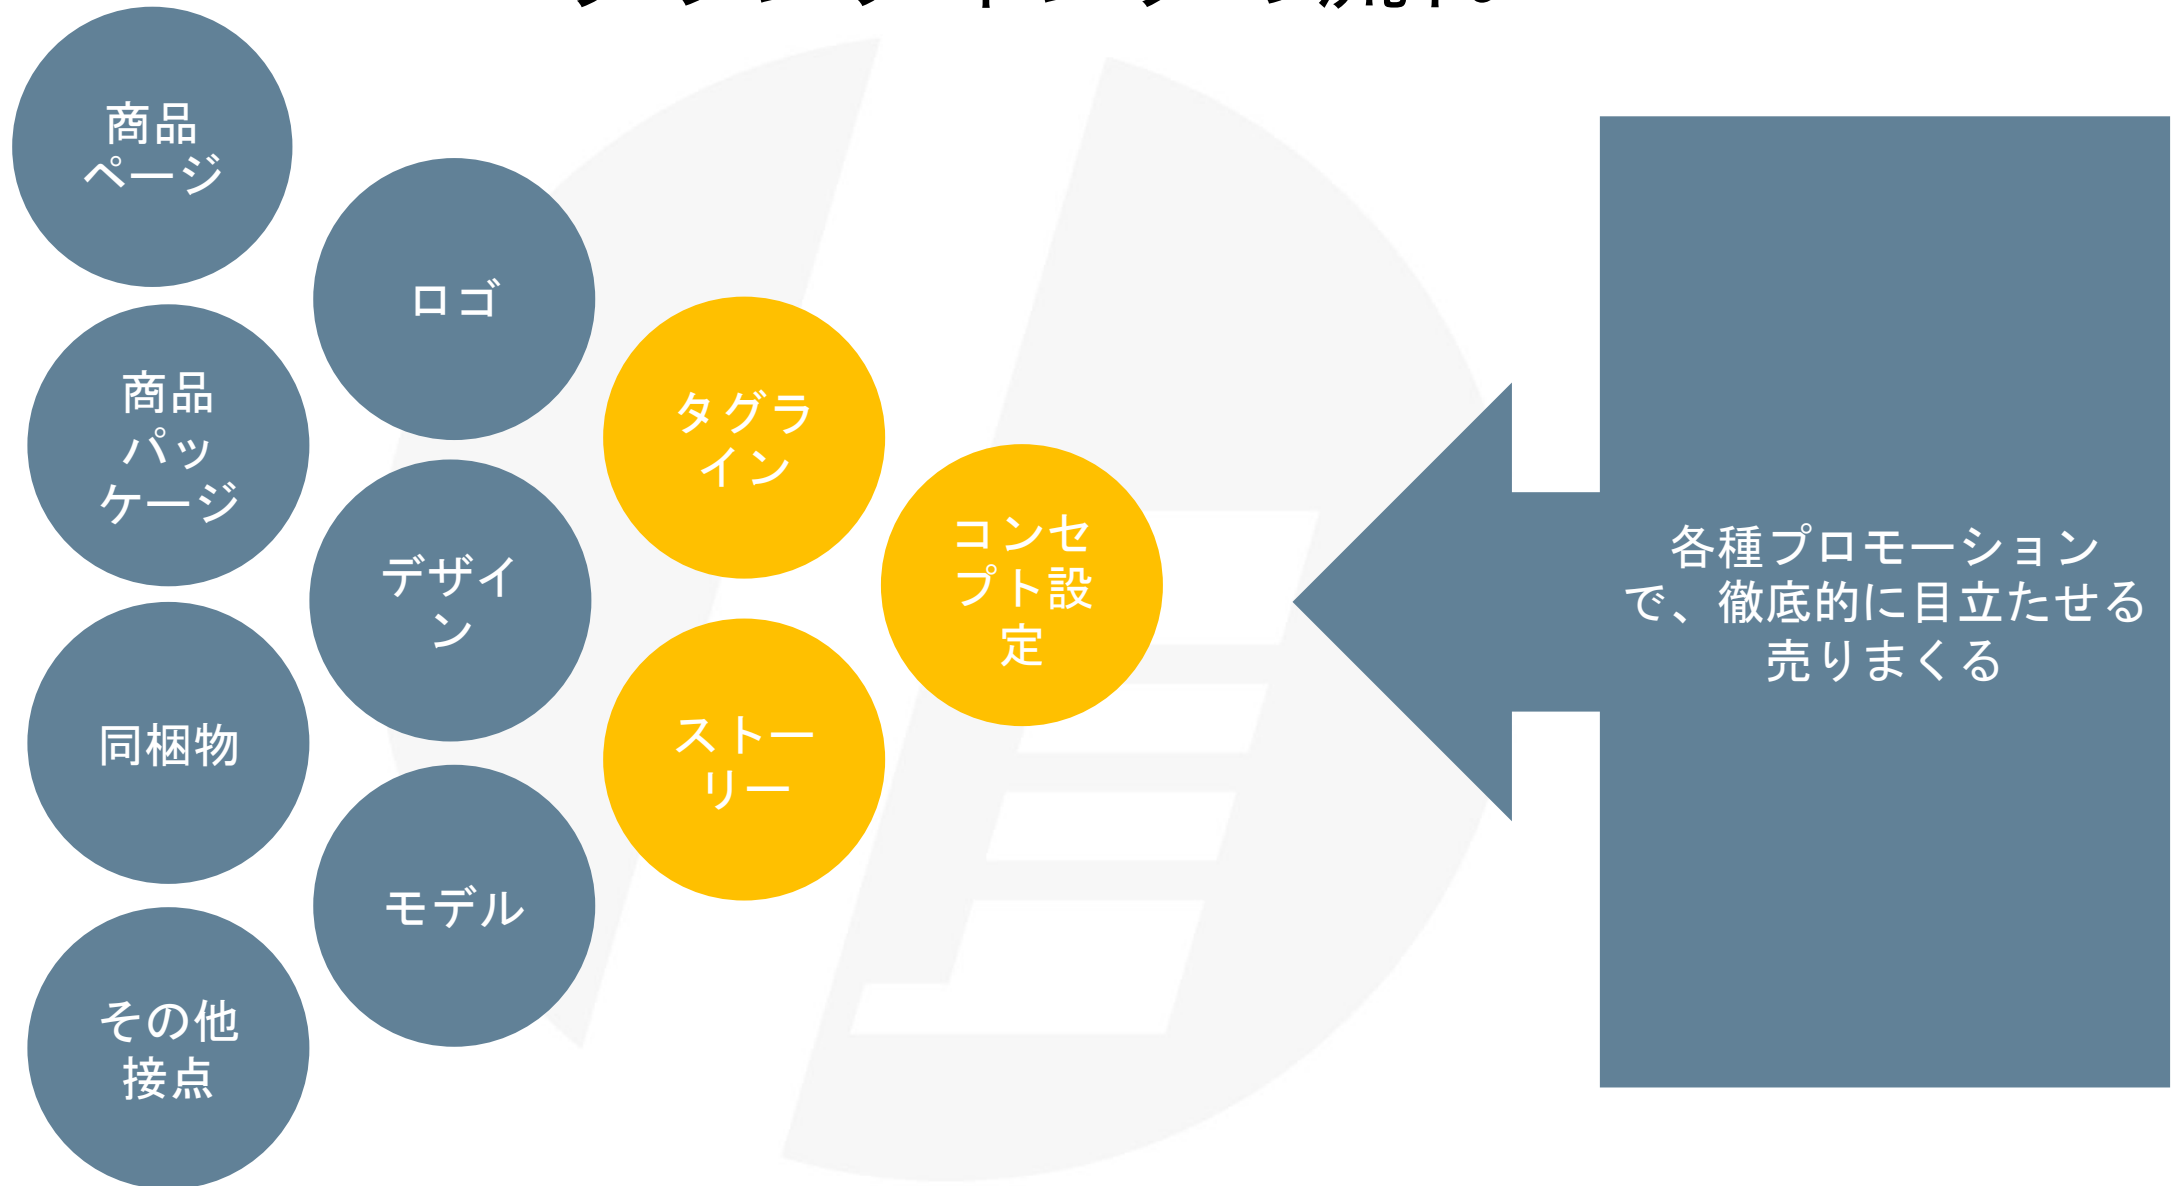 商品
ページ
ロゴ
商品
パッ
ケージ
タグラ
イン
コンセ
プト設
定
デザイ
ン
各種プロモーション
で、徹底的に目立たせる
売りまくる
ストー
リー
同梱物
モデル
その他
接点